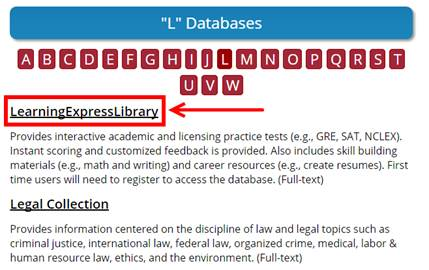 "L" Databases
A B C D E F G H I J L M N O P Q R S T
U V W
LearningExpressLibrary
Provides interactive academic and licensing practice tests (e.g., GRE, SAT, NCLEX).
Instant scoring and customized feedback is provided. Also includes skill building
materials (e.g., math and writing) and career resources (e.g., create resumes). First
time users will need to register to access the database. (Full-text)
Legal Collection
Provides information centered on the discipline of law and legal topics such as
criminal justice, international law, federal law, organized crime, medical, labor &
human resource law, ethics, and the environment. (Full-text)